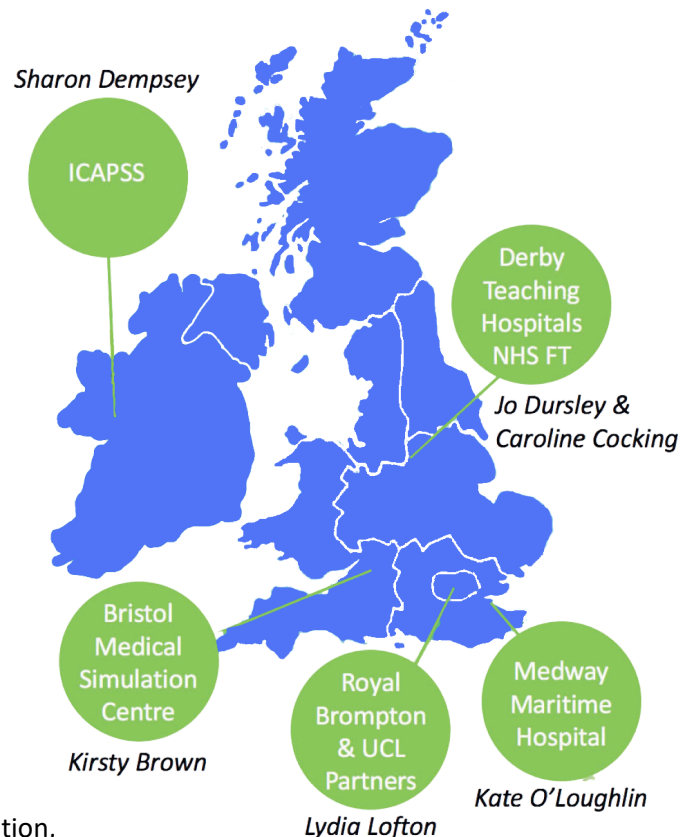 Sharon Dempsey
ICAPSS
Derby
Teaching
Hospitals
NHS FT
Jo Dursley &
Caroline Cocking
Bristol
Medical
Simulation
Centre
Kirsty Brown
Royal
Brompton
& UCL
Partners
Lydia Lofton
Medway
Maritime
Hospital
Kate O’Loughlin
tion.